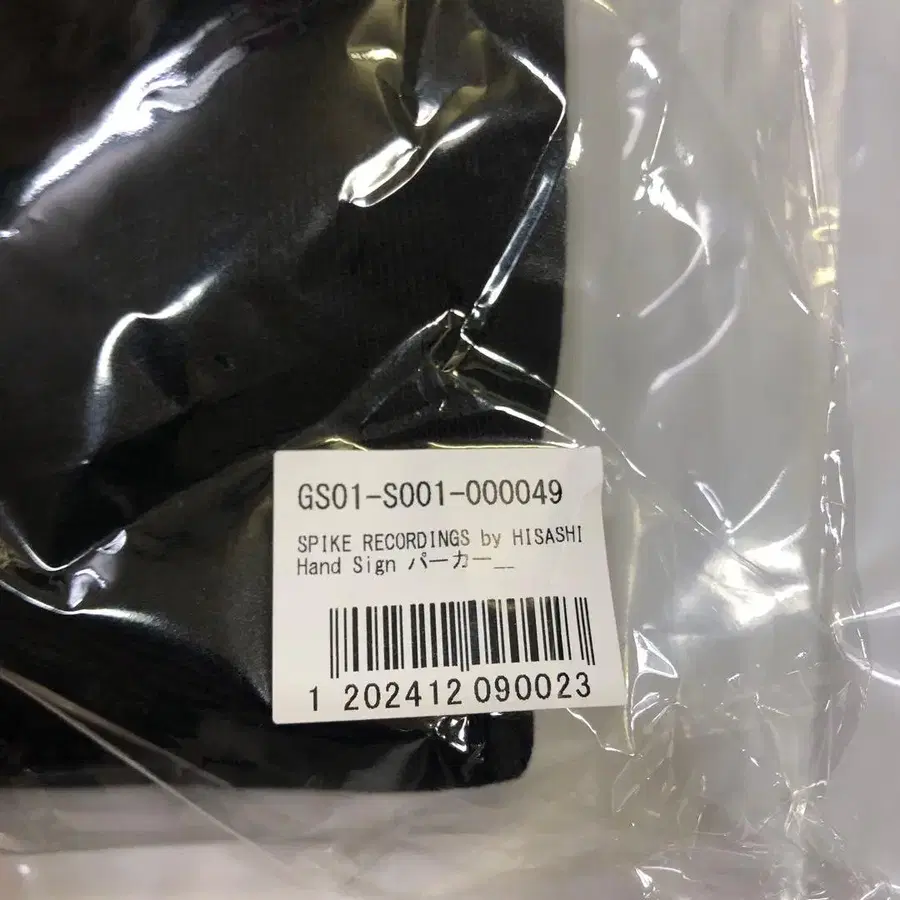 GS01-S001-000049
SPIKE RECORDINGS by HISASHI
Hand Sign パーカー__
1 202412 090023